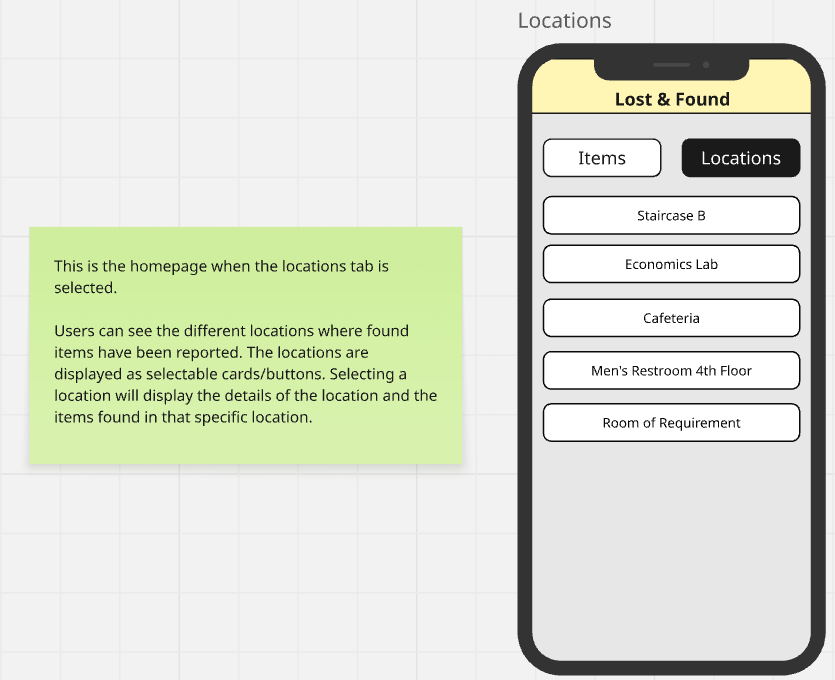 Locations
Lost & Found
Items
Locations
Staircase B
Economics Lab
Cafeteria
Men's Restroom 4th Floor
Room of Requirement
This is the homepage when the locations tab is
selected.
Users can see the different locations where found
items have been reported. The locations are
displayed as selectable cards/buttons. Selecting a
location will display the details of the location and the
items found in that specific location.